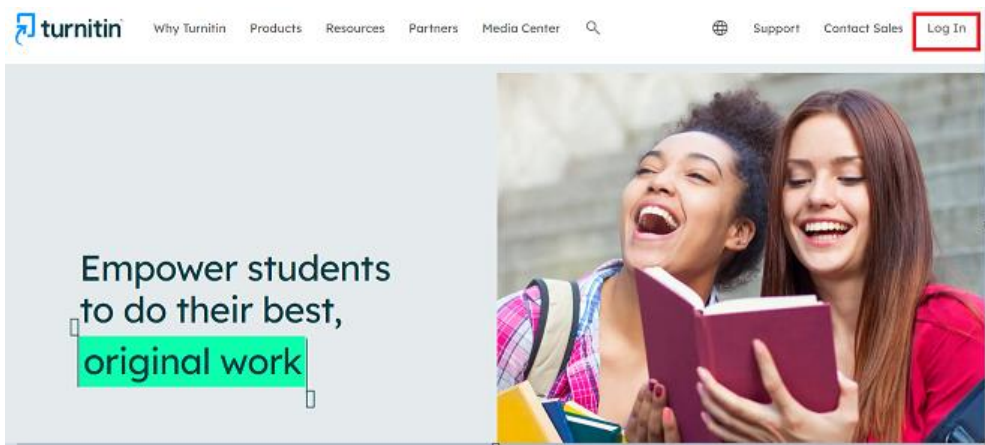 turnitin Why Turnitin Products Resources Partners Media Center Support Contact Sales Log In
Empower students
to do their best,
original work